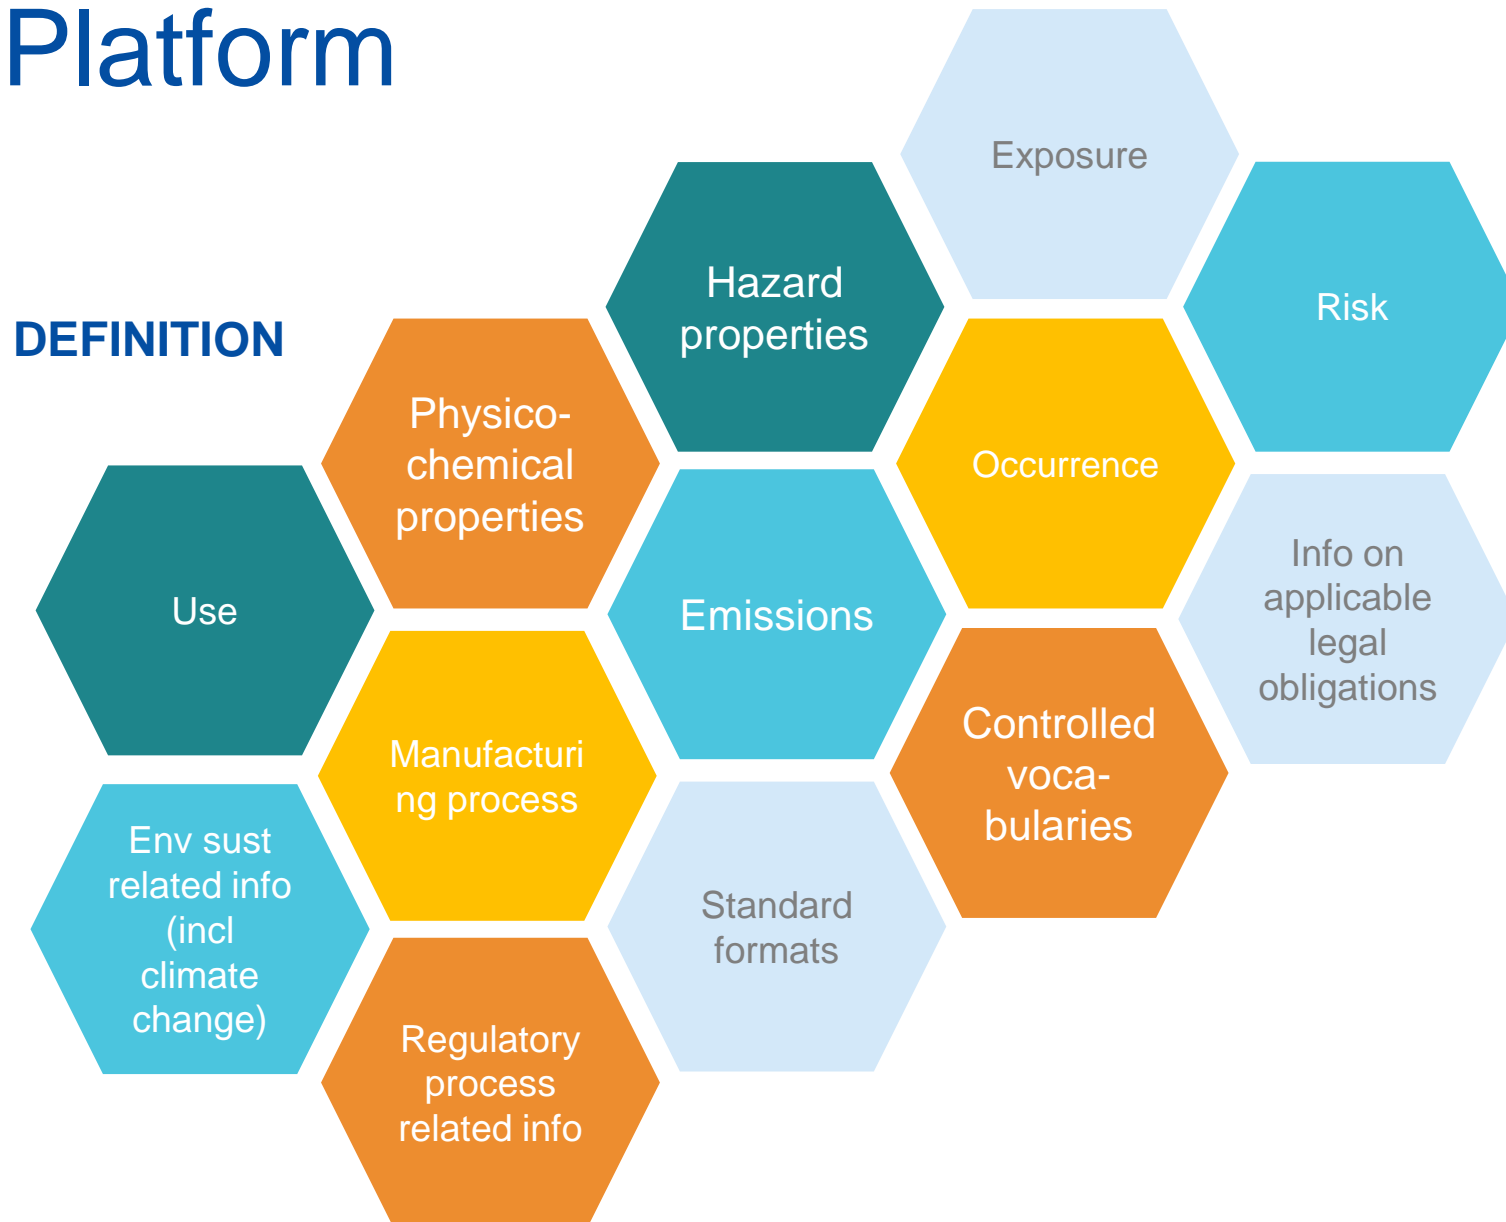 Platform
Exposure
Hazard
properties
Risk
DEFINITION
Physico-
chemical
properties
Occurrence
Use
Emissions
Info on
applicable
legal
obligations
Manufacturi
ng process
Controlled
voca-
bularies
Env sust
related info
(incl
climate
change)
Standard
formats
Regulatory
process
related info